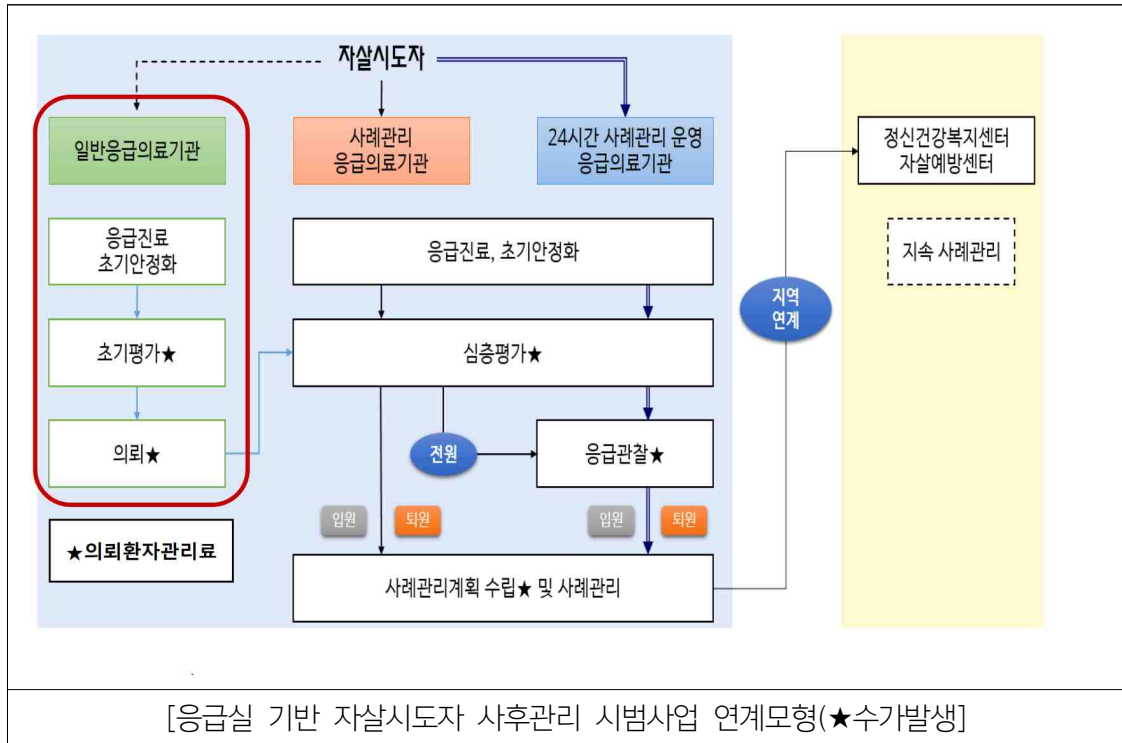 자살시도자
일반응급의료기관
사례관리
응급의료기관
24시간 사례관리 운영
응급의료기관
정신건강복지센터
자살예방센터
응급진료
초기안정화
응급진료, 초기안정화
지속 사례관리
지역
연계
초기평가★
심층평가★
의뢰★
전원
응급관찰★
입원
퇴원
입원
퇴원
★의뢰환자관리료
사례관리계획 수립★ 및 사례관리
[응급실 기반 자살시도자 사후관리 시범사업 연계모형(★수가발생]